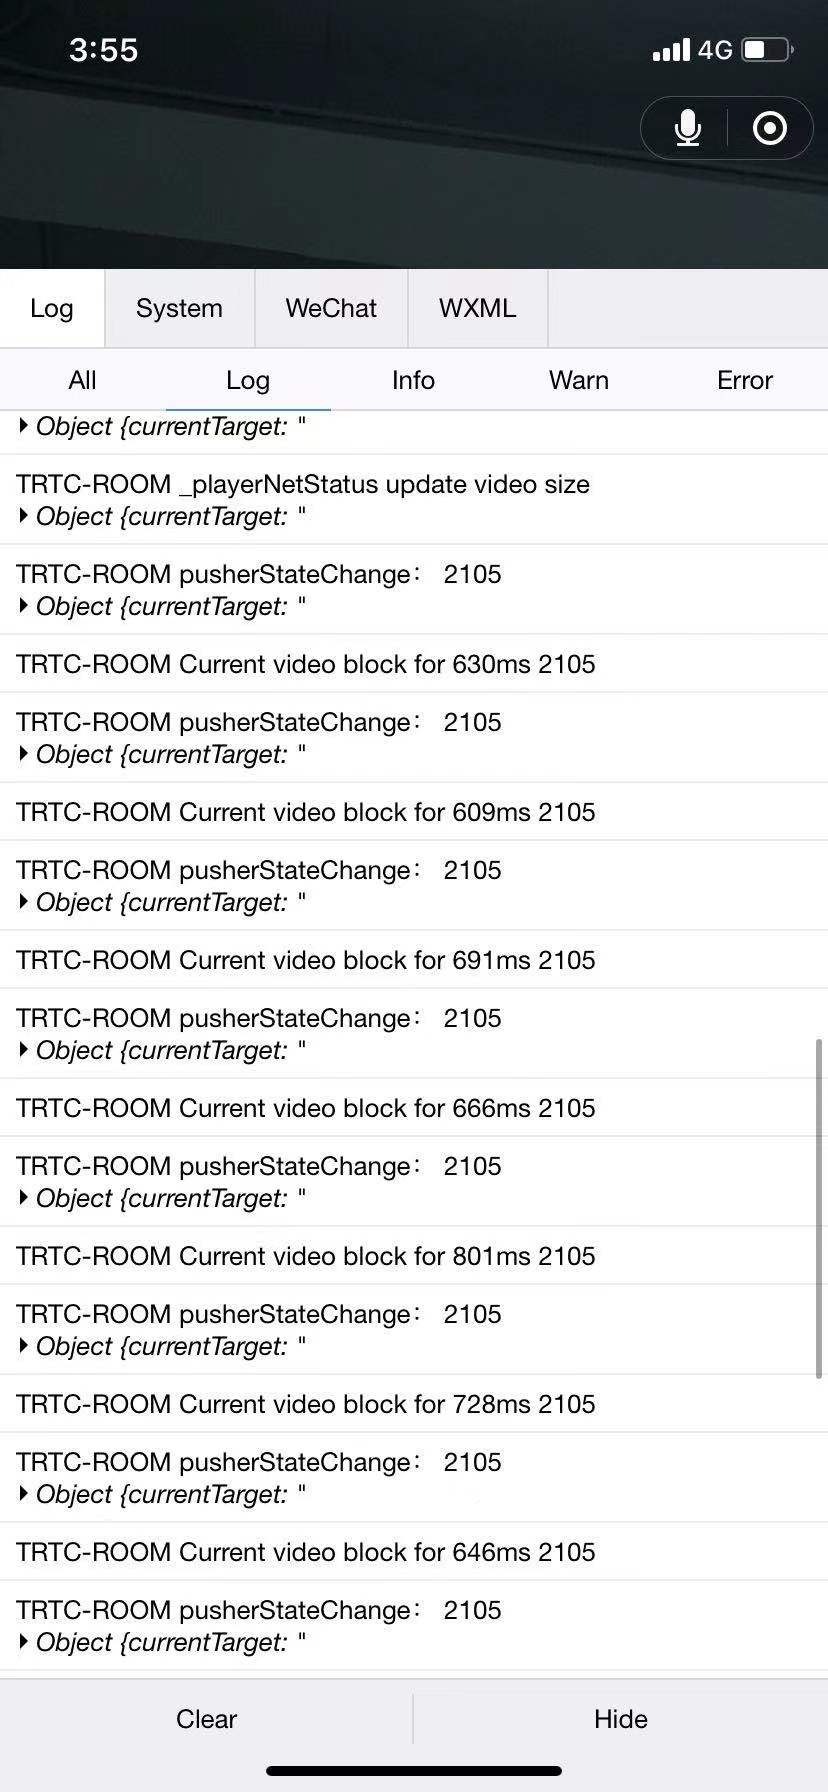 3:55
4G
Log
System
WeChat
WXML
All
Log
Info
Warn
Error
Object {currentTarget: "
TRTC-ROOM _playerNetStatus update video size
Object {currentTarget: "
TRTC-ROOM pusherStateChange： 2105
Object {currentTarget: "
TRTC-ROOM Current video block for 630ms 2105
TRTC-ROOM pusherStateChange： 2105
Object {currentTarget: "
TRTC-ROOM Current video block for 609ms 2105
TRTC-ROOM pusherStateChange： 2105
Object {currentTarget: "
TRTC-ROOM Current video block for 691ms 2105
TRTC-ROOM pusherStateChange： 2105
Object {currentTarget: "
TRTC-ROOM Current video block for 666ms 2105
TRTC-ROOM pusherStateChange： 2105
Object {currentTarget: "
TRTC-ROOM Current video block for 801ms 2105
TRTC-ROOM pusherStateChange： 2105
Object {currentTarget: "
TRTC-ROOM Current video block for 728ms 2105
TRTC-ROOM pusherStateChange： 2105
Object {currentTarget: "
TRTC-ROOM Current video block for 646ms 2105
TRTC-ROOM pusherStateChange： 2105
Object {currentTarget: "
Clear
Hide